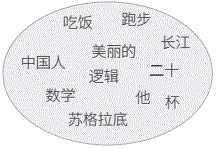 吃饭 跑步
长江
美丽的
中国人
逻辑 二十
数学 他 杯
苏格拉底